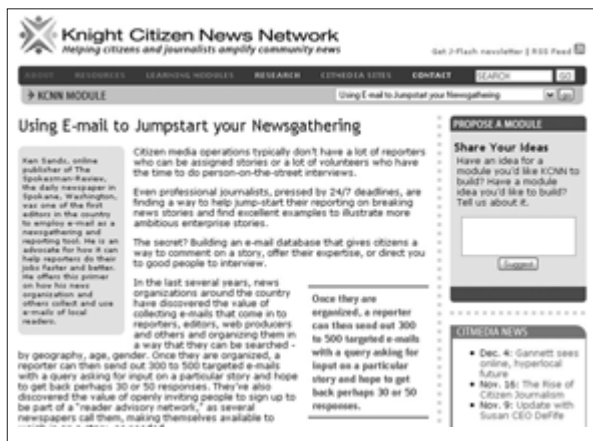 Knight Citizen News Network
Helping citizens and journalists amplify community news
Get J-Flash newsletter | RSS Feed
ABOUT RESOURCES LEARNING MODULES RESEARCH CITMEDIA SITES CONTACT SEARCH GO
KCNN MODULE
Using E-mail to Jumpstart your Newsgathering
Using E-mail to Jumpstart your Newsgathering
Ken Sands, online
publisher of The
Spokesman-Review,
the daily newspaper in
Spokane, Washington,
was one of the first
editors in the country
to employ e-mail as a
newsgathering and
reporting tool. He is an
advocate for how it can
help reporters do their
jobs faster and better.
He offers this primer
on how his news
organization and
others collect and use
e-mails of local
readers.
Citizen media operations typically don't have a lot of reporters
who can be assigned stories or a lot of volunteers who have
the time to do person-on-the-street interviews.
Even professional journalists, pressed by 24/7 deadlines, are
finding a way to help jump-start their reporting on breaking
news stories and find excellent examples to illustrate more
ambitious enterprise stories.
The secret? Building an e-mail database that gives citizens a
way to comment on a story, offer their expertise, or direct you
to good people to interview.
In the last several years, news
organizations around the country
have discovered the value of
collecting e-mails that come in to
reporters, editors, web producers
and others and organizing them in
a way that they can be searched -
by geography, age, gender. Once they are organized, a
reporter can then send out 300 to 500 targeted e-mails
with a query asking for input on a particular story and hope
to get back perhaps 30 or 50 responses. They've also
discovered the value of openly inviting people to sign up to
be part of a "reader advisory network," as several
newspapers call them, making themselves available to
Once they are
organized, a reporter
can then send out 300
to 500 targeted e-mails
with a query asking for
input on a particular
story and hope to get
back perhaps 30 or 50
responses.
PROPOSE A MODULE
Share Your Ideas
Have an idea for a
module you'd like KCNN to
build? Have a module
idea you'd like to build?
Tell us about it.
Suggest
CITMEDIA NEWS
Dec. 4: Gannett sees
online, hyperlocal
future
Nov. 16: The Rise of
Citizen Journalism
Nov. 9: Update with
Susan CEO DeFife